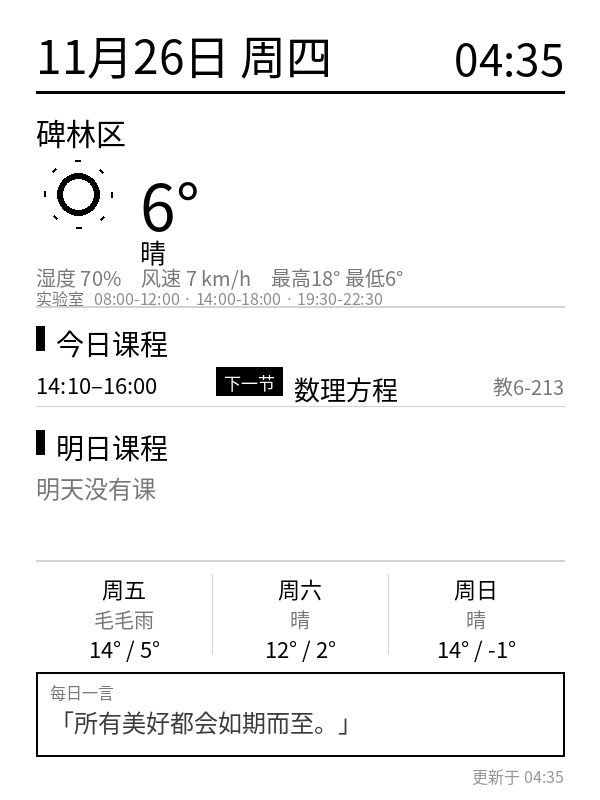 11月26日 周四 04:35
碑林区
6°
晴
湿度 70% 风速 7 km/h 最高18° 最低6°
实验室 08:00-12:00 · 14:00-18:00 · 19:30-22:30
今日课程
14:10–16:00 下一节 数理方程 教6-213
明日课程
明天没有课
周五 周六 周日
毛毛雨 晴 晴
14° / 5° 12° / 2° 14° / -1°
每日一言
「所有美好都会如期而至。」
更新于 04:35